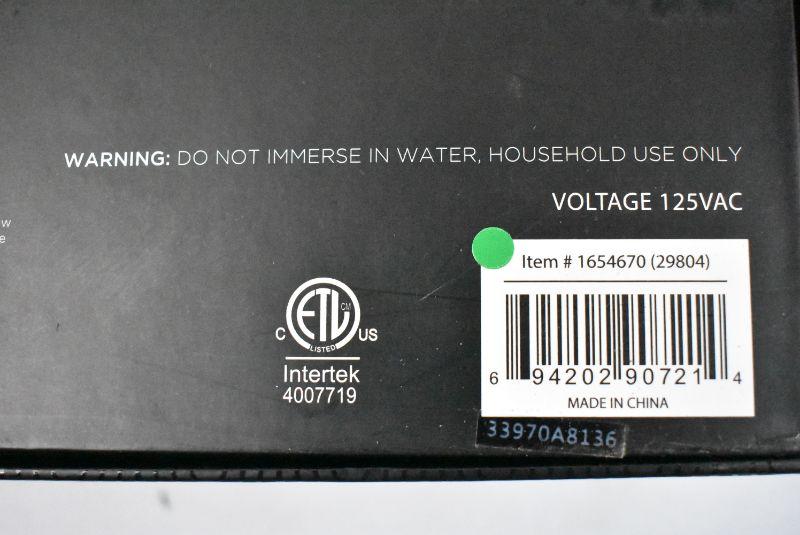 WARNING: DO NOT IMMERSE IN WATER, HOUSEHOLD USE ONLY
VOLTAGE 125VAC
w
e
Item # 1654670 (29804)
ETL CM
C US
LISTED
Intertek
4007719
6 94202 90721 4
MADE IN CHINA
33970A8136